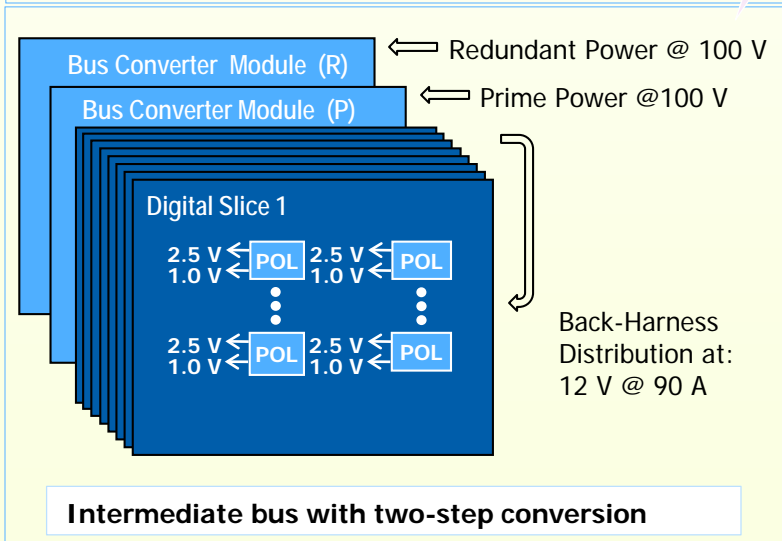 Redundant Power @ 100 V
Bus Converter Module (R)
Prime Power @100 V
Bus Converter Module (P)
Digital Slice 1
2.5 V POL 2.5 V POL
1.0 V 1.0 V
2.5 V POL 2.5 V POL
1.0 V 1.0 V
Back-Harness
Distribution at:
12 V @ 90 A
Intermediate bus with two-step conversion